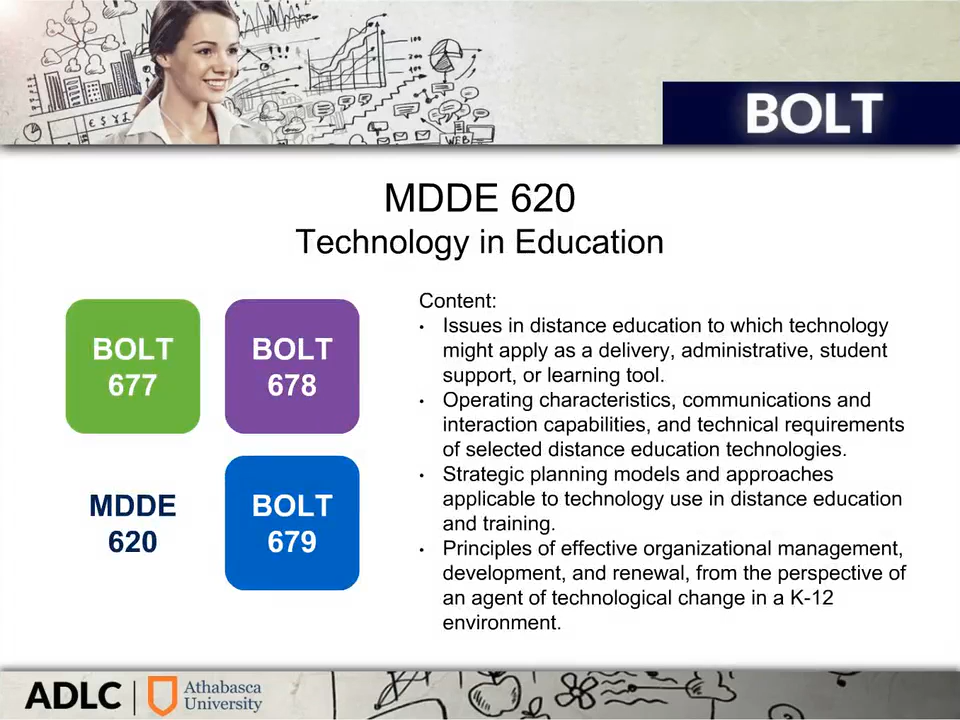 BOLT
MDDE 620
Technology in Education
BOLT
677
BOLT
678
MDDE
620
BOLT
679
Content:
• Issues in distance education to which technology
might apply as a delivery, administrative, student
support, or learning tool.
• Operating characteristics, communications and
interaction capabilities, and technical requirements
of selected distance education technologies.
• Strategic planning models and approaches
applicable to technology use in distance education
and training.
• Principles of effective organizational management,
development, and renewal, from the perspective of
an agent of technological change in a K-12
environment.
ADLC
Athabasca
University